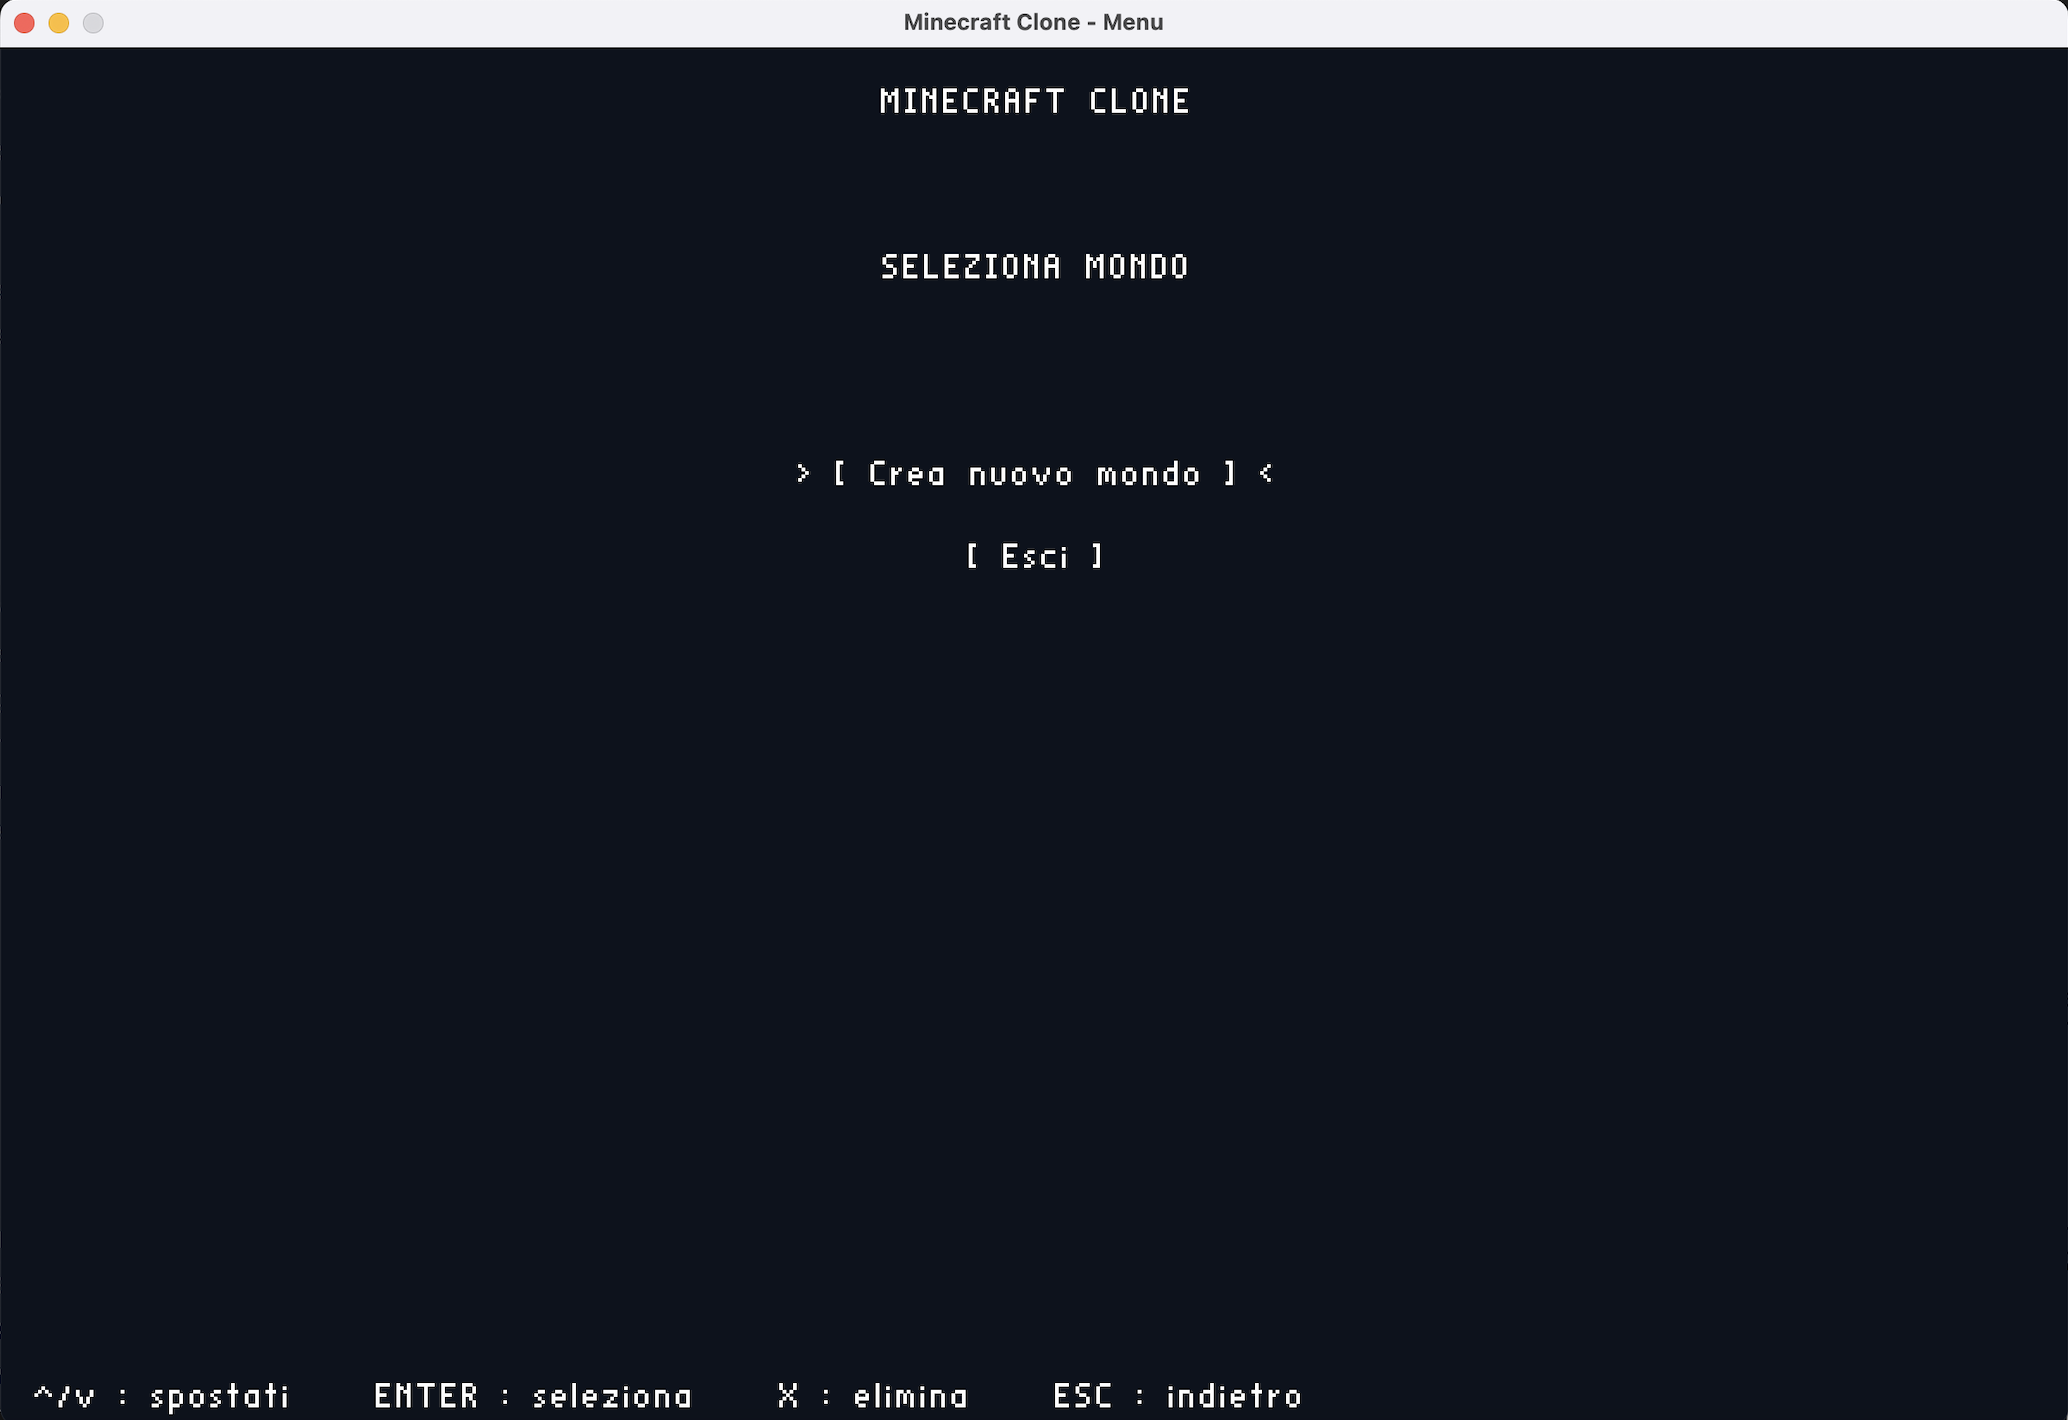 Minecraft Clone - Menu
MINECRAFT CLONE
SELEZIONA MONDO
> [ Crea nuovo mondo ] <
[ Esci ]
^/v : spostati    ENTER : seleziona    X : elimina    ESC : indietro